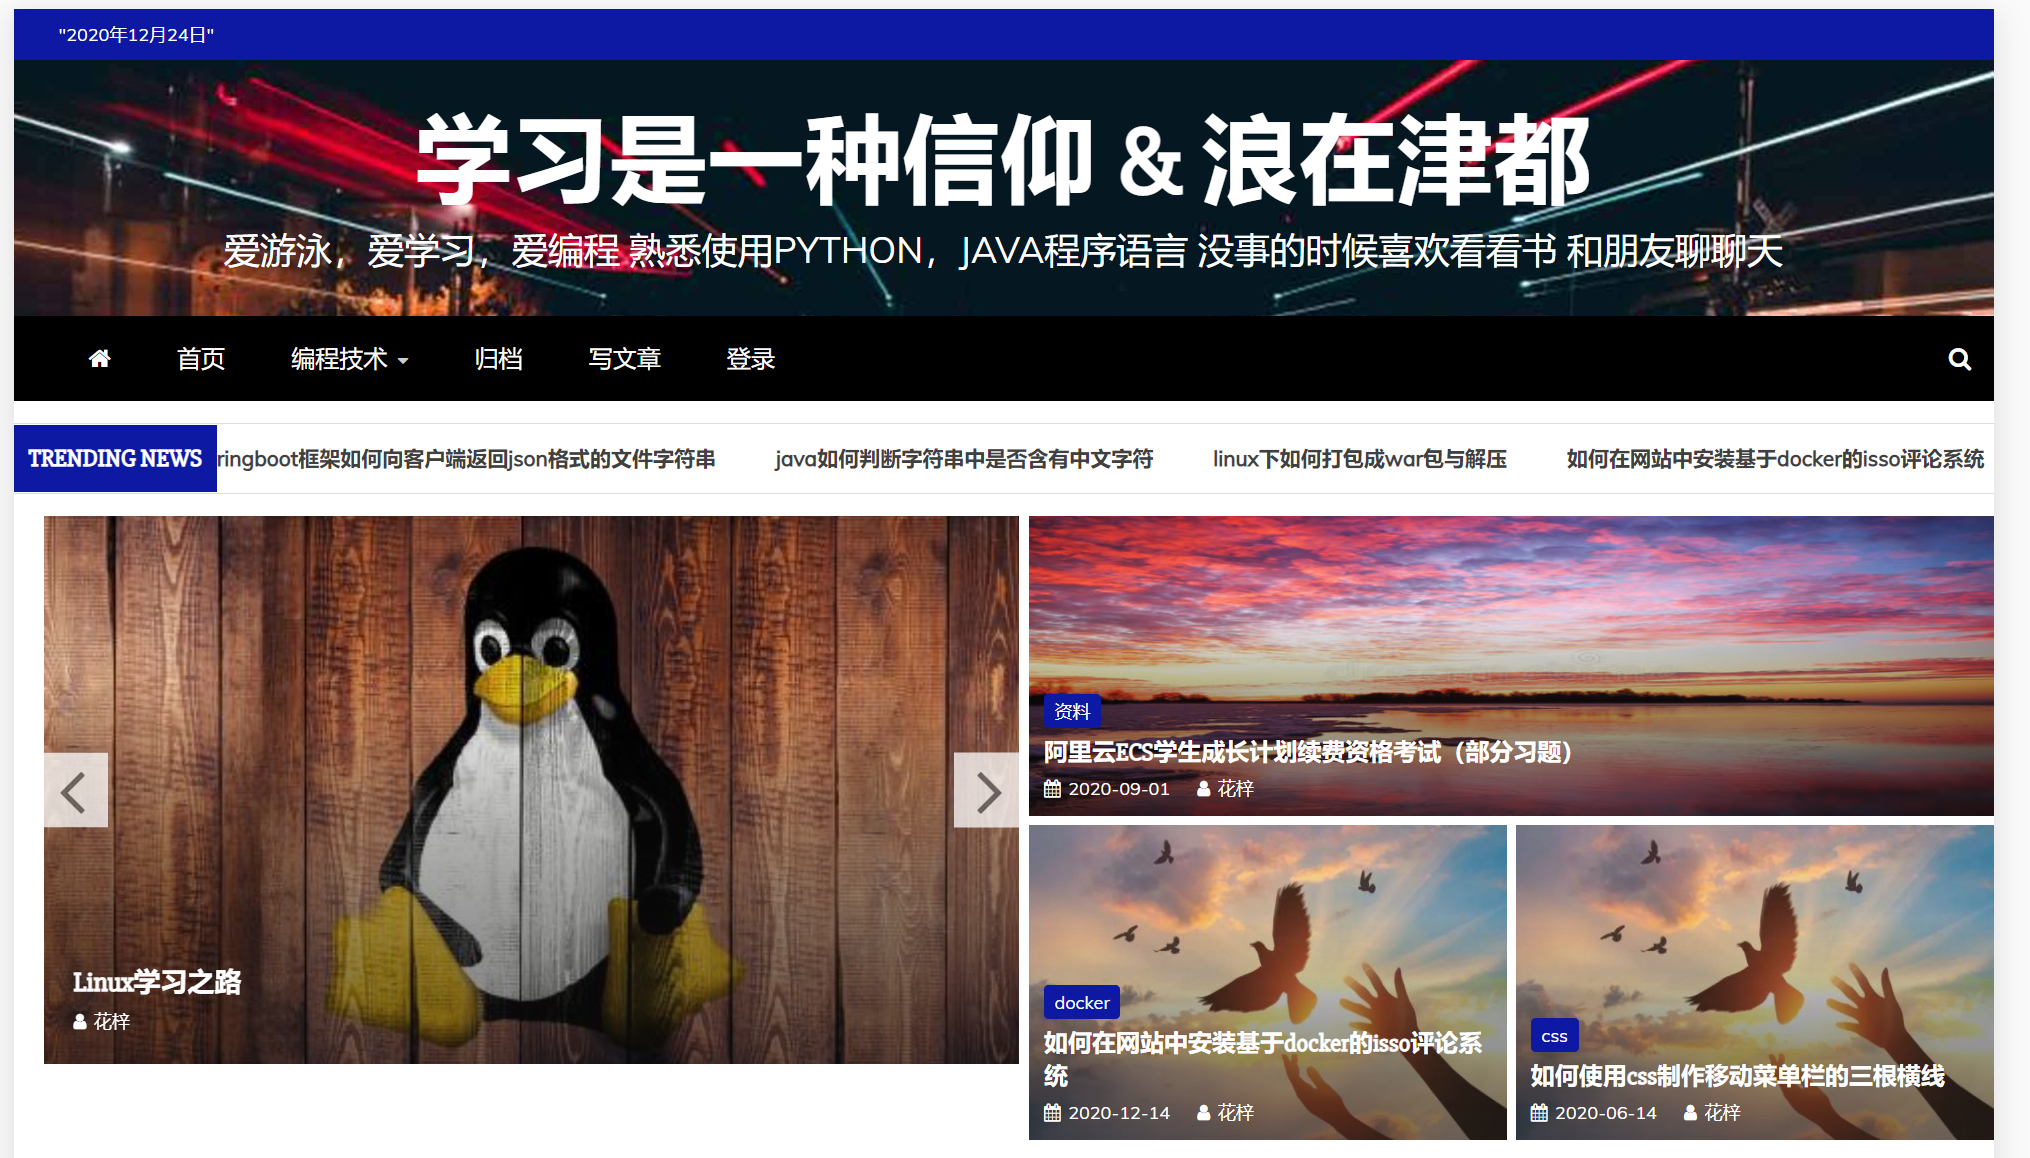 "2020年12月24日"
学习是一种信仰 & 浪在津都
爱游泳，爱学习，爱编程 熟悉使用PYTHON，JAVA程序语言 没事的时候喜欢看看书 和朋友聊聊天
首页 编程技术 归档 写文章 登录
TRENDING NEWS ringboot框架如何向客户端返回json格式的文件字符串 java如何判断字符串中是否含有中文字符 linux下如何打包成war包与解压 如何在网站中安装基于docker的isso评论系统
Linux学习之路
花梓
资料
阿里云ECS学生成长计划续费资格考试（部分习题）
2020-09-01 花梓
docker
如何在网站中安装基于docker的isso评论系
统
2020-12-14 花梓
css
如何使用css制作移动菜单栏的三根横线
2020-06-14 花梓